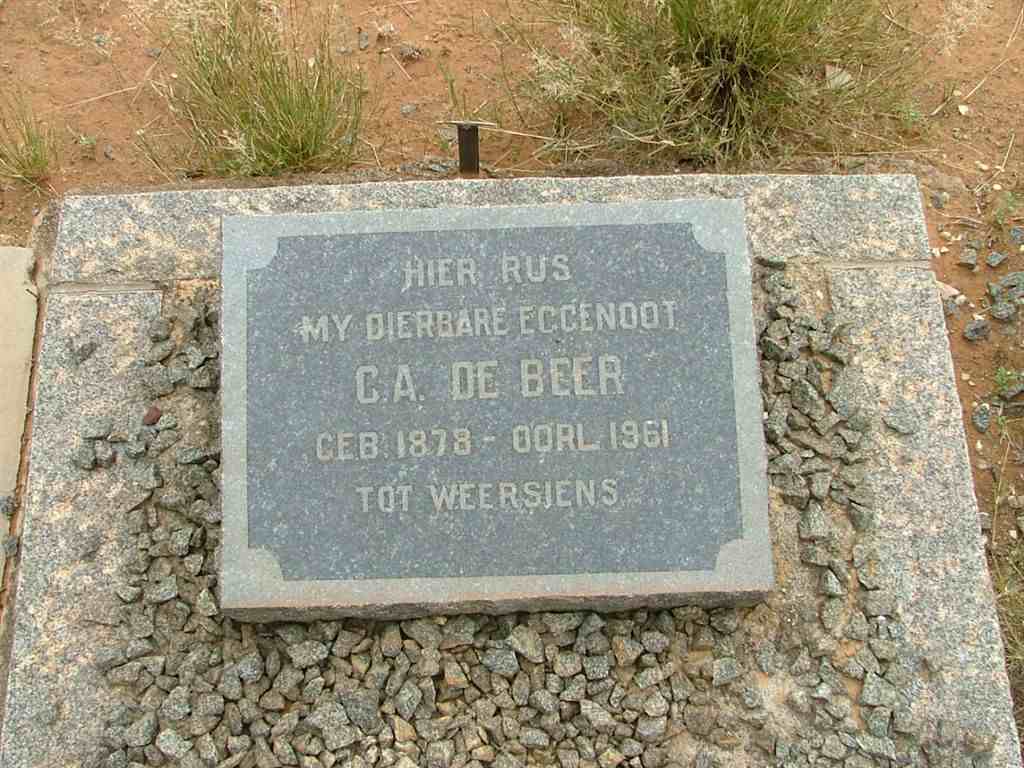 HIER RUS
MY DIERBARE EGGENOOT
C.A. DE BEER
GEB. 1878 - OORL. 1961
TOT WEERSIENS